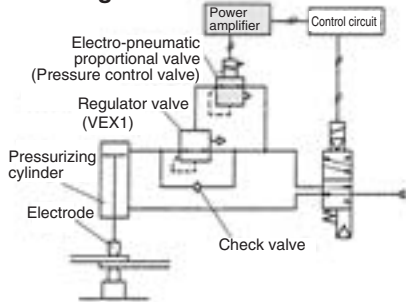 Power
amplifier
Control circuit
Electro-pneumatic
proportional valve
(Pressure control valve)
Regulator valve
(VEX1)
Pressurizing
cylinder
Electrode
Check valve